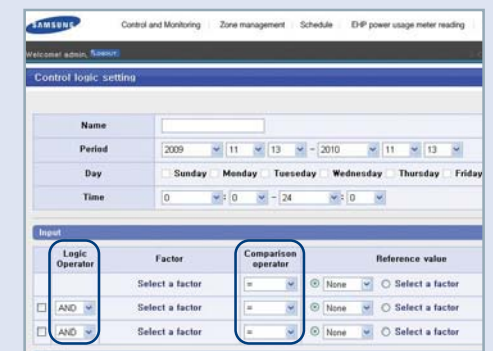 SAMSUNG Control and Monitoring Zone management Schedule EHP power usage meter reading
Welcome! admin, LOGOUT
Control logic setting
Name
Period 2009 11 13 - 2010 11 13
Day Sunday Monday Tueseday Wednesday Thursday Friday
Time 0 : 0 - 24 : 0
Input
Logic Operator Factor Comparison operator Reference value
Select a factor = None Select a factor
AND Select a factor = None Select a factor
AND Select a factor = None Select a factor